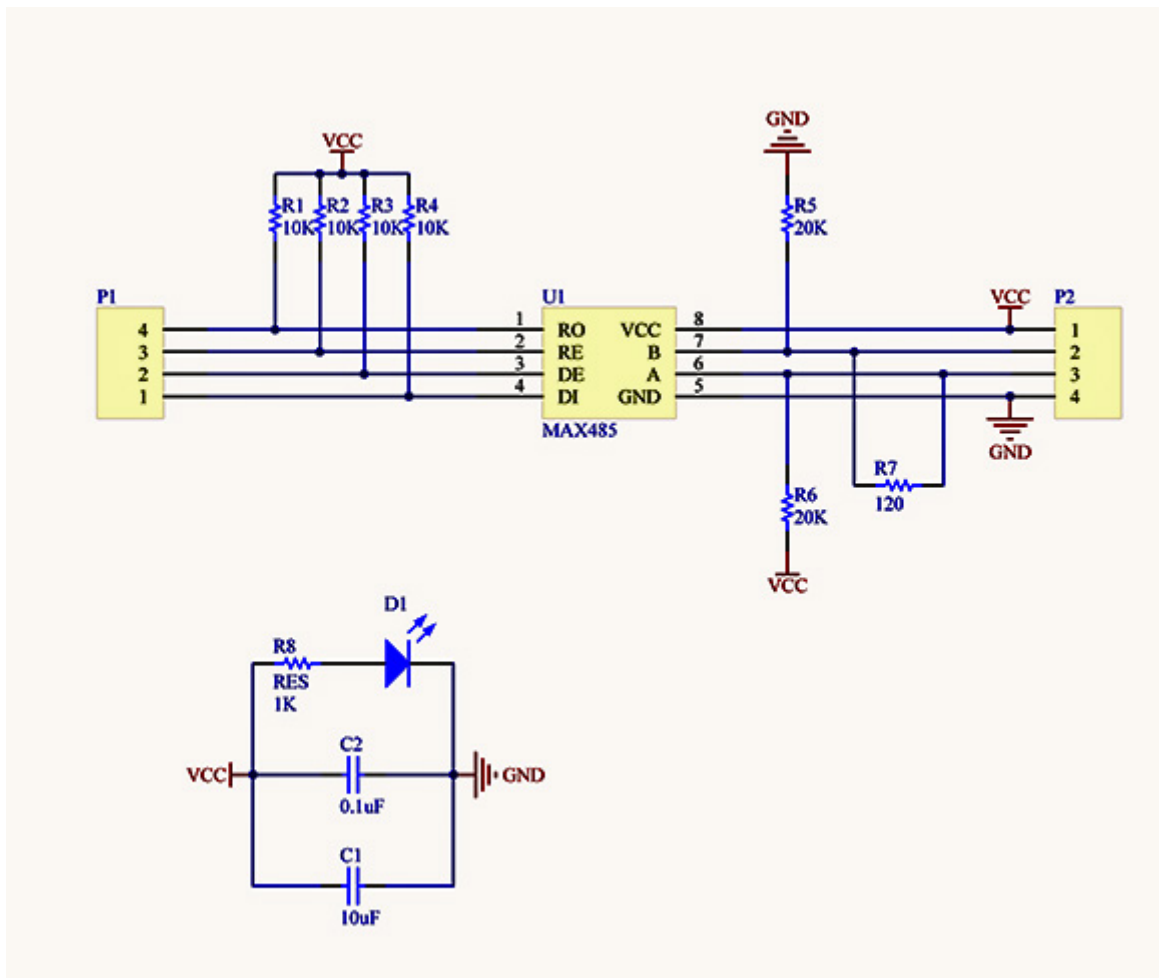 GND
VCC
R1 R2 R3 R4
10K 10K 10K 10K
R5
20K
P1
U1
VCC
P2
4
3
2
1
1
2
3
4
RO
RE
DE
DI
VCC
B
A
GND
8
7
6
5
1
2
3
4
MAX485
GND
R7
120
R6
20K
VCC
D1
R8
RES
1K
C2
VCC
GND
0.1uF
C1
10uF